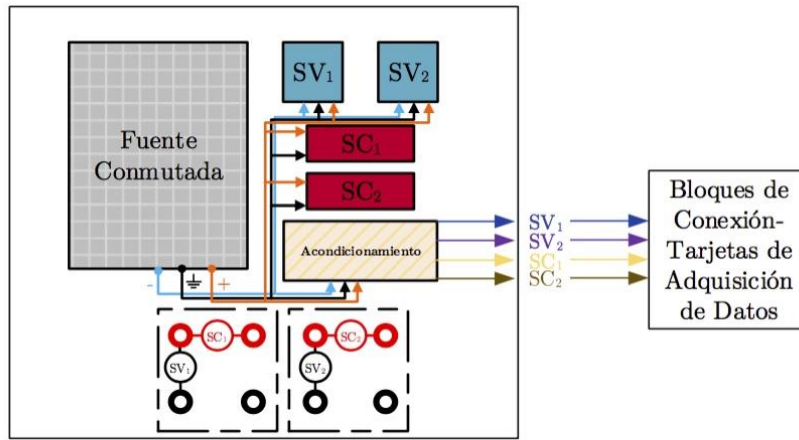 SV₁
SV₂
Fuente
Conmutada
SC₁
SC₂
Acondicionamiento
SV₁
SV₂
SC₁
SC₂
Bloques de
Conexión-
Tarjetas de
Adquisición
de Datos
- +
SC₁
SV₁
SC₂
SV₂